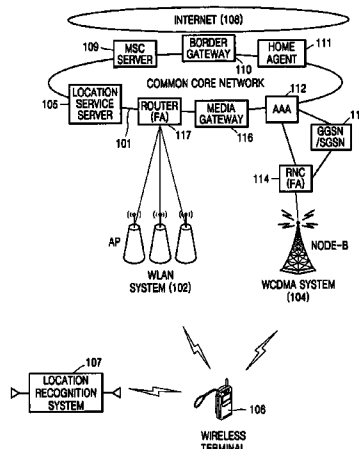 INTERNET (108)
109
MSC
SERVER
BORDER
GATEWAY
110
HOME
AGENT
111
COMMON CORE NETWORK
105
LOCATION
SERVICE
SERVER
101
ROUTER
(FA)
117
MEDIA
GATEWAY
116
112
AAA
11
GGSN
/SGSN
114
RNC
(FA)
AP
WLAN
SYSTEM (102)
NODE-B
WCDMA SYSTEM
(104)
107
LOCATION
RECOGNITION
SYSTEM
106
WIRELESS
TERMINAL